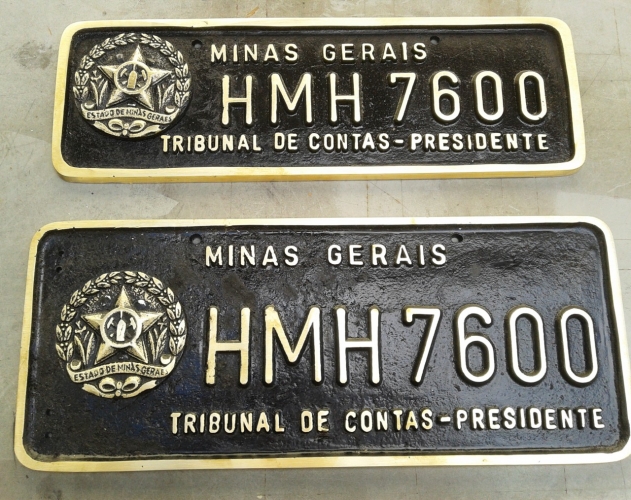 MINAS GERAIS
HMH 7600
ESTADO DE MINAS GERAES
TRIBUNAL DE CONTAS-PRESIDENTE
MINAS GERAIS
HMH 7600
ESTADO DE MINAS GERAES
TRIBUNAL DE CONTAS-PRESIDENTE